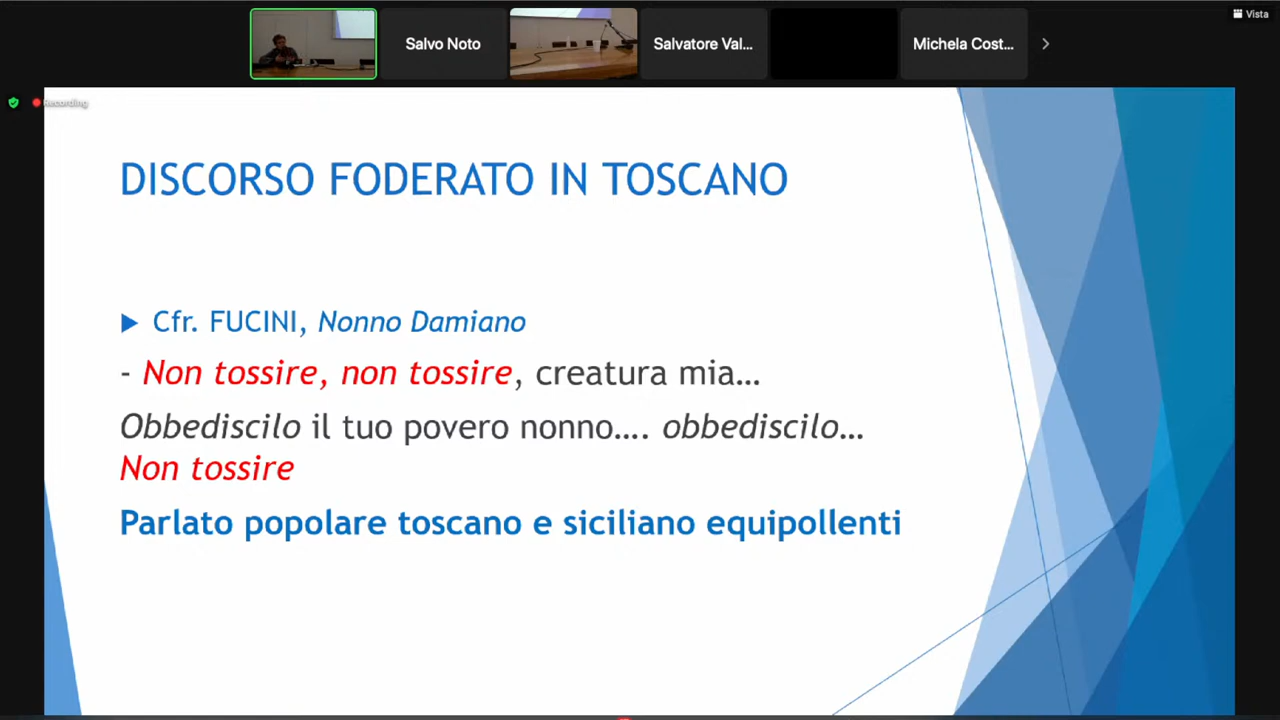 Vista
Salvo Noto
Salvatore Val...
Michela Cost...
Recording
DISCORSO FODERATO IN TOSCANO
Cfr. FUCINI, Nonno Damiano
- Non tossire, non tossire, creatura mia…
Obbediscilo il tuo povero nonno…. obbediscilo…
Non tossire
Parlato popolare toscano e siciliano equipollenti